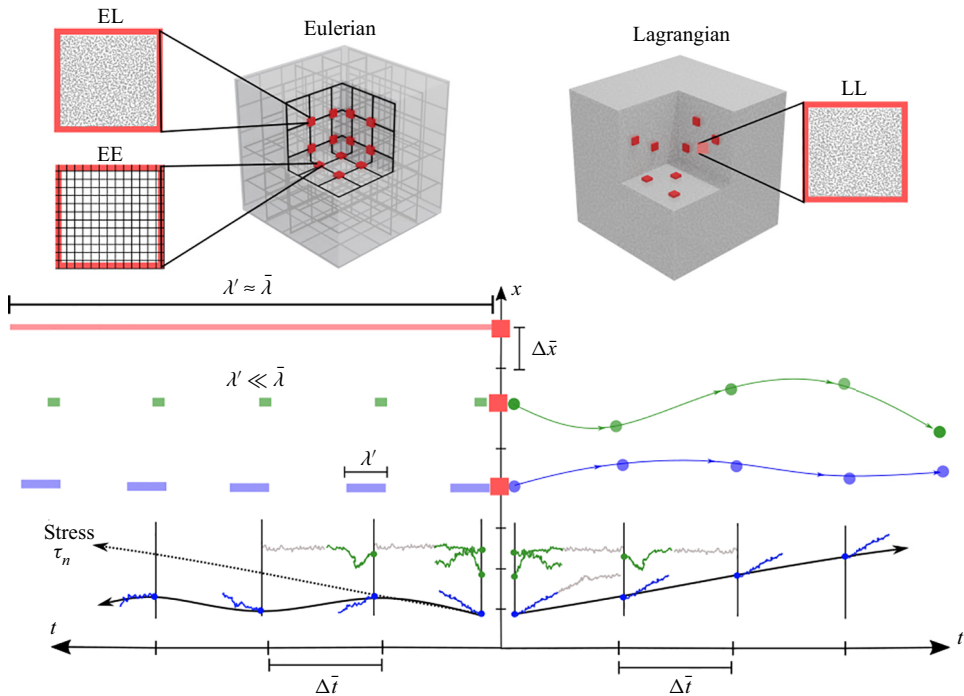 EL
Eulerian
Lagrangian
LL
EE
λ′ ≈ λ̄
x
Δx̄
λ′ ≪ λ̄
λ′
Stress
τₙ
t
t
Δt̄
Δt̄